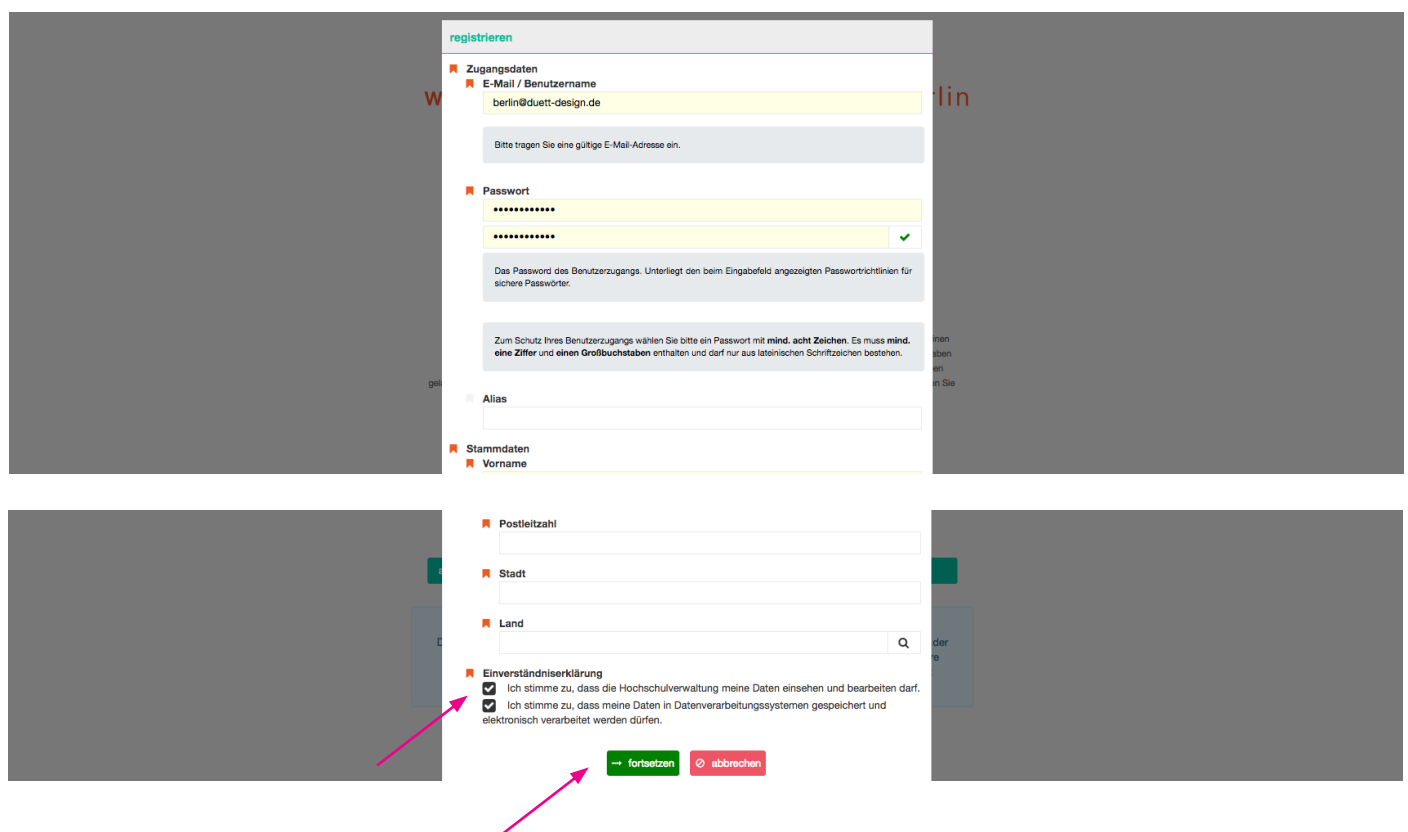 registrieren
Zugangsdaten
E-Mail / Benutzername
w
lin
berlin@duett-design.de
Bitte tragen Sie eine gültige E-Mail-Adresse ein.
Passwort
••••••••••••
••••••••••••
Das Password des Benutzerzugangs. Unterliegt den beim Eingabefeld angezeigten Passwortrichtlinien für
sichere Passwörter.
Zum Schutz Ihres Benutzerzugangs wählen Sie bitte ein Passwort mit mind. acht Zeichen. Es muss mind.
eine Ziffer und einen Großbuchstaben enthalten und darf nur aus lateinischen Schriftzeichen bestehen.
Alias
Stammdaten
Vorname
Postleitzahl
Stadt
Land
der
Einverständniserklärung
Ich stimme zu, dass die Hochschulverwaltung meine Daten einsehen und bearbeiten darf.
Ich stimme zu, dass meine Daten in Datenverarbeitungssystemen gespeichert und
elektronisch verarbeitet werden dürfen.
→ fortsetzen
abbrechen